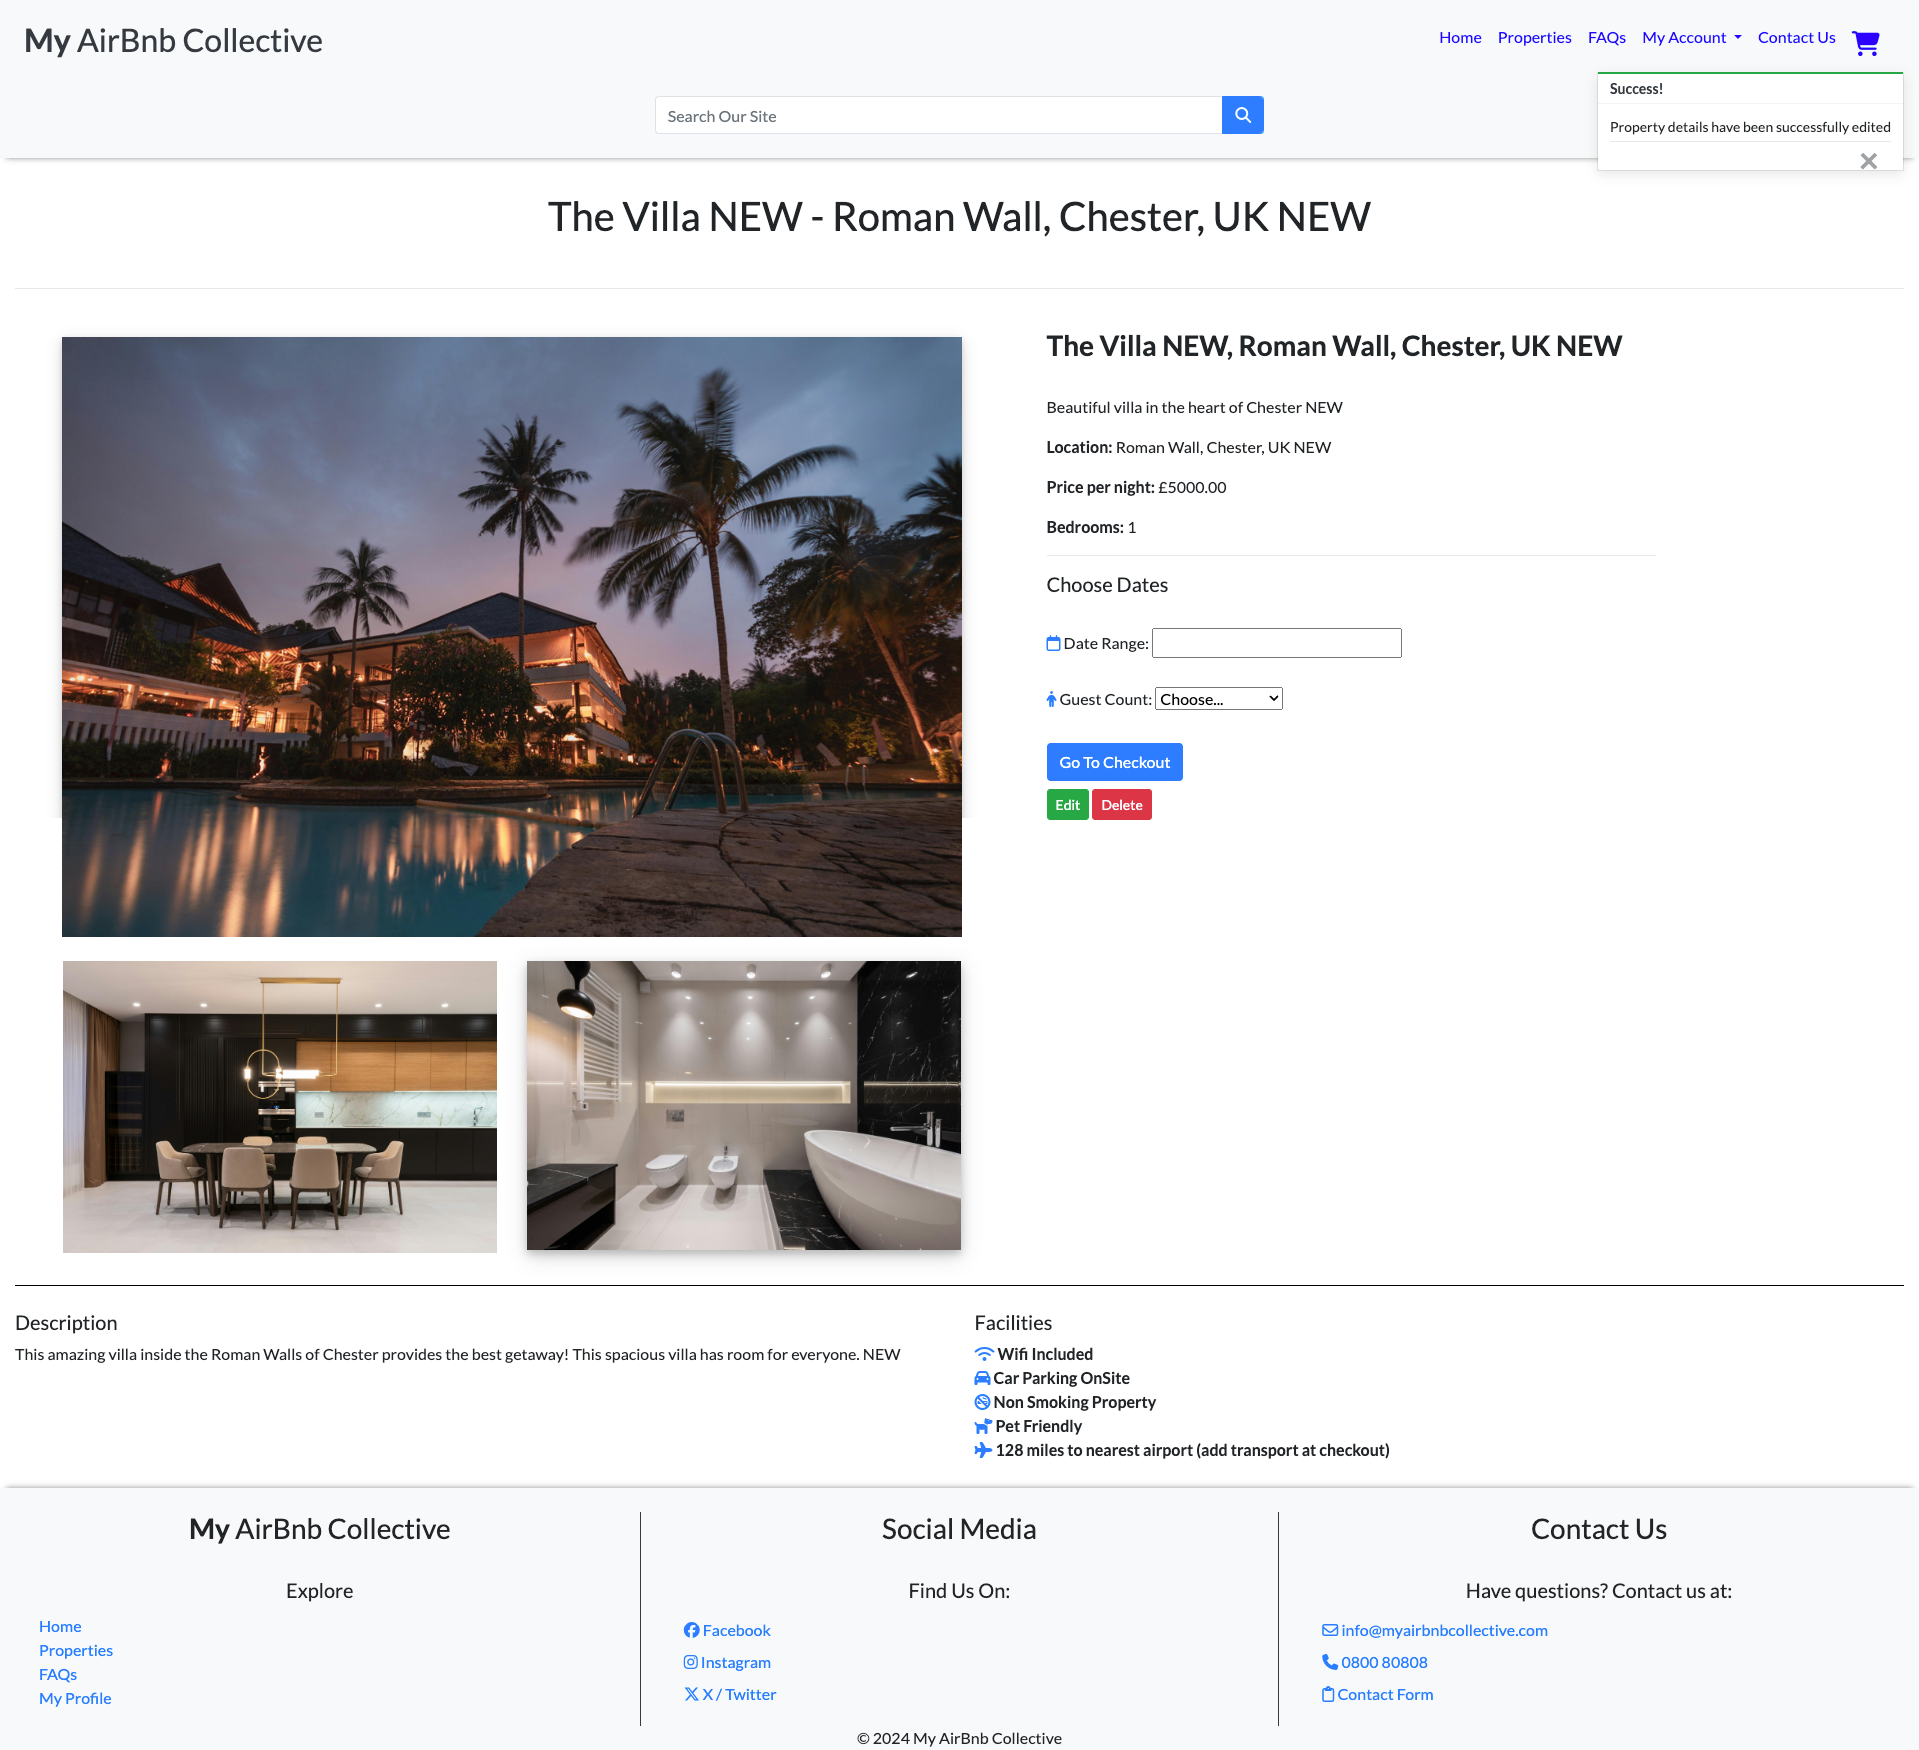 My AirBnb Collective
Home Properties FAQs My Account Contact Us
Search Our Site
Success!
Property details have been successfully edited
The Villa NEW - Roman Wall, Chester, UK NEW
The Villa NEW, Roman Wall, Chester, UK NEW
Beautiful villa in the heart of Chester NEW
Location: Roman Wall, Chester, UK NEW
Price per night: £5000.00
Bedrooms: 1
Choose Dates
Date Range:
Guest Count: Choose...
Go To Checkout
Edit Delete
Description
This amazing villa inside the Roman Walls of Chester provides the best getaway! This spacious villa has room for everyone. NEW
Facilities
Wifi Included
Car Parking OnSite
Non Smoking Property
Pet Friendly
128 miles to nearest airport (add transport at checkout)
My AirBnb Collective
Explore
Home
Properties
FAQs
My Profile
Social Media
Find Us On:
Facebook
Instagram
X / Twitter
Contact Us
Have questions? Contact us at:
info@myairbnbcollective.com
0800 80808
Contact Form
© 2024 My AirBnb Collective